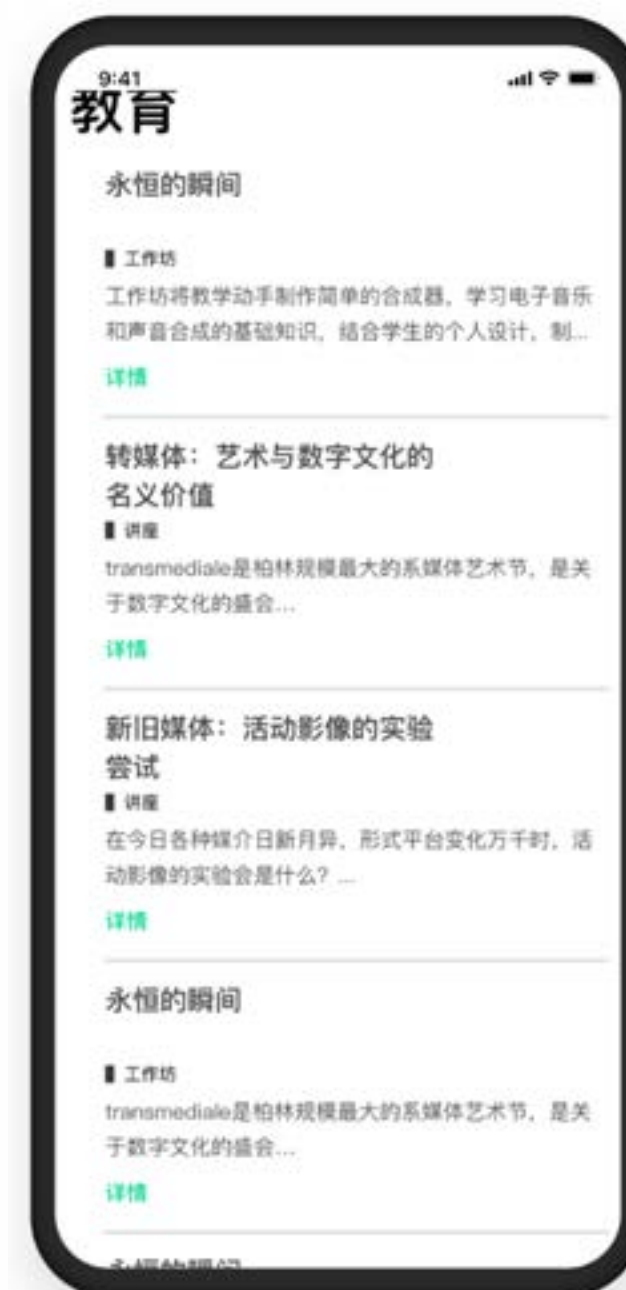 9:41
教育
永恒的瞬间
工作坊
工作坊将教学动手制作简单的合成器，学习电子音乐
和声音合成的基础知识，结合学生的个人设计，制...
详情
转媒体：艺术与数字文化的
名义价值
讲座
transmediale是柏林规模最大的系媒体艺术节，是关
于数字文化的盛会...
详情
新旧媒体：活动影像的实验
尝试
讲座
在今日各种媒介日新月异，形式平台变化万千时，活
动影像的实验会是什么？...
详情
永恒的瞬间
工作坊
transmediale是柏林规模最大的系媒体艺术节，是关
于数字文化的盛会...
详情
永恒的瞬间